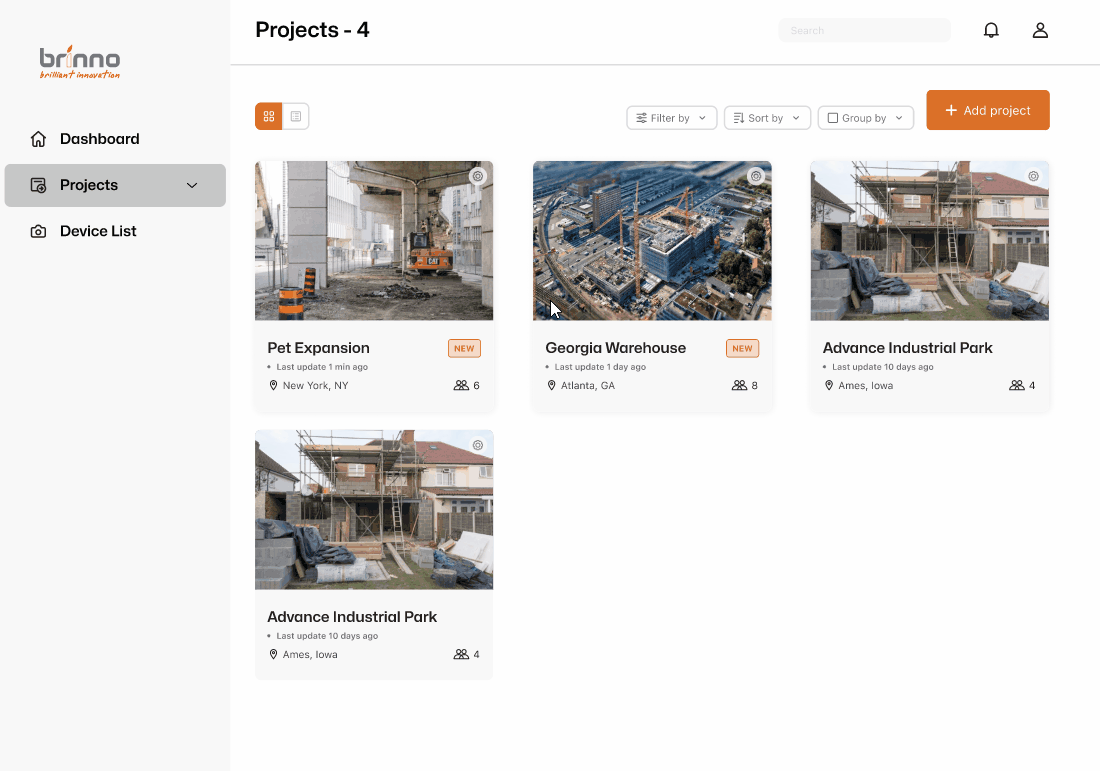 Projects - 4
Search
brinno
brilliant innovation
Dashboard
Projects
Device List
Filter by
Sort by
Group by
Add project
CAT
Pet Expansion
NEW
Last update 1 min ago
New York, NY
6
Georgia Warehouse
NEW
Last update 1 day ago
Atlanta, GA
8
Advance Industrial Park
Last update 10 days ago
Ames, Iowa
4
Advance Industrial Park
Last update 10 days ago
Ames, Iowa
4